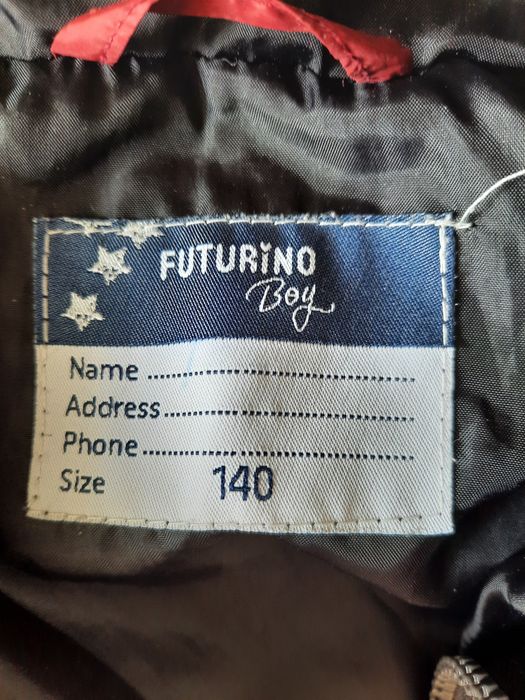 FUTURiNO
Boy
Name ........................................
Address......................................
Phone........................................
Size 140